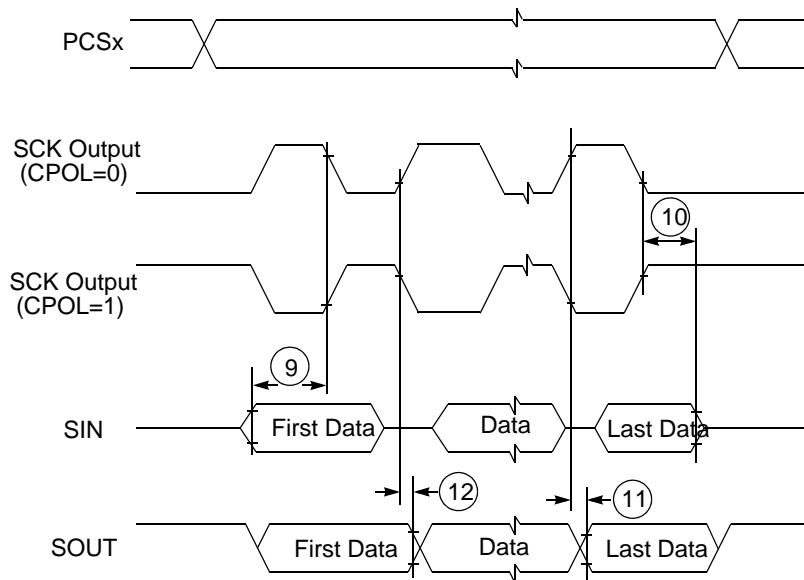 PCSx
SCK Output
(CPOL=0)
10
SCK Output
(CPOL=1)
9
SIN
First Data
Data
Last Data
12
11
SOUT
First Data
Data
Last Data